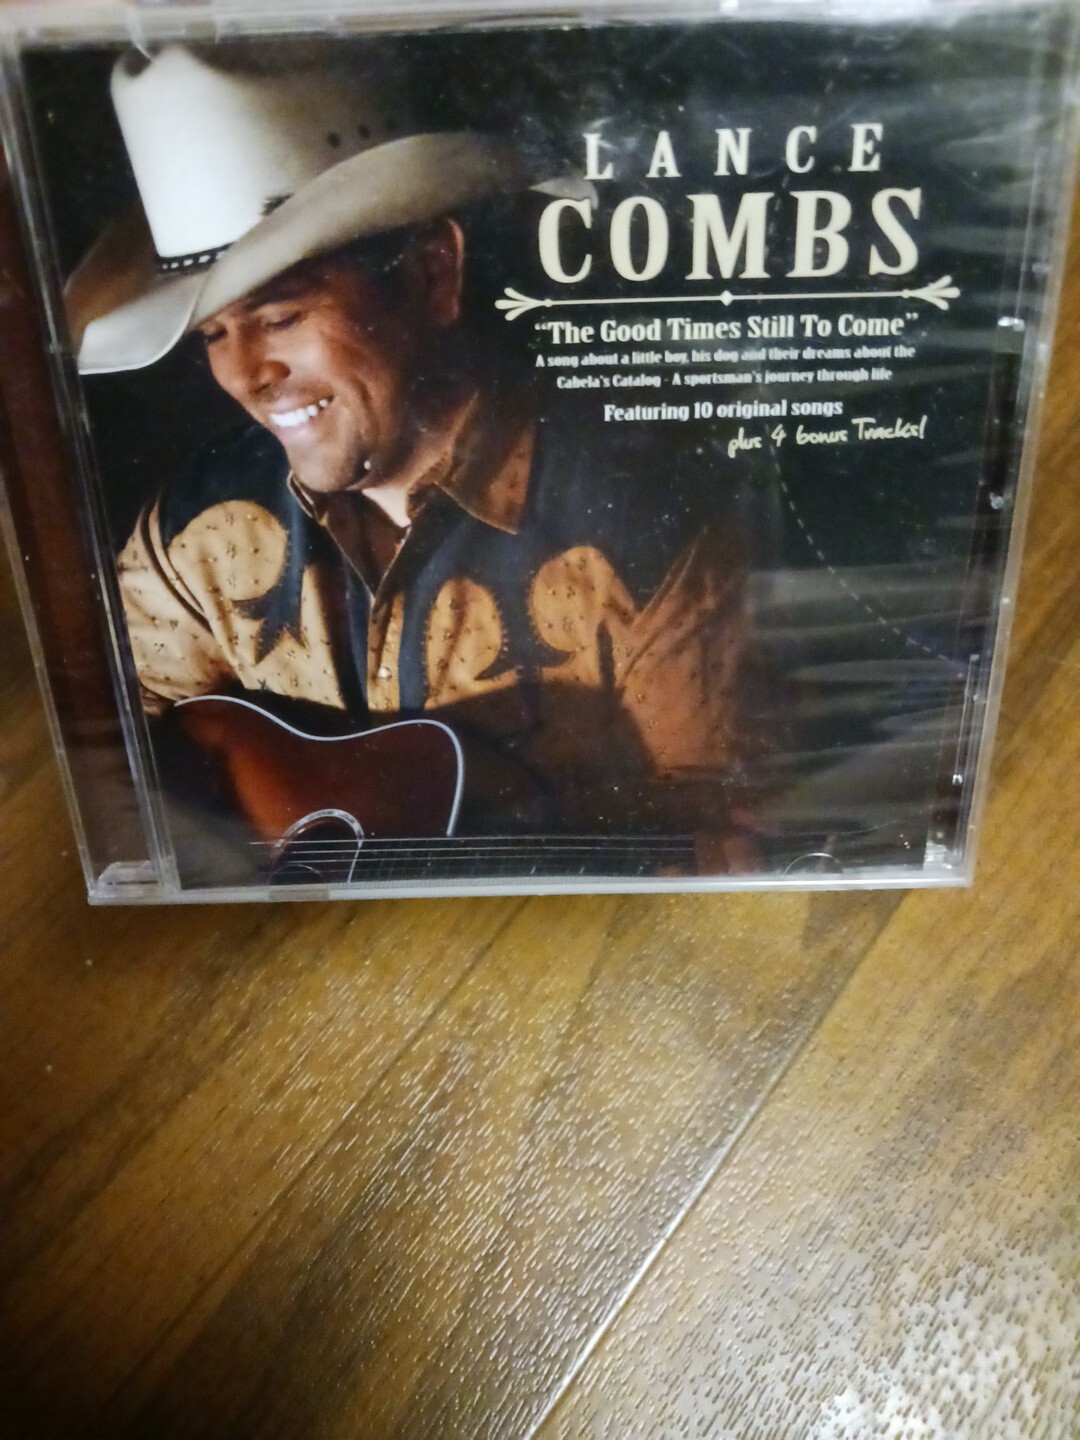 LANCE
COMBS
“The Good Times Still To Come”
A song about a little boy, his dog and their dreams about the
Cabela's Catalog - A sportsman's journey through life
Featuring 10 original songs
plus 4 bonus Tracks!